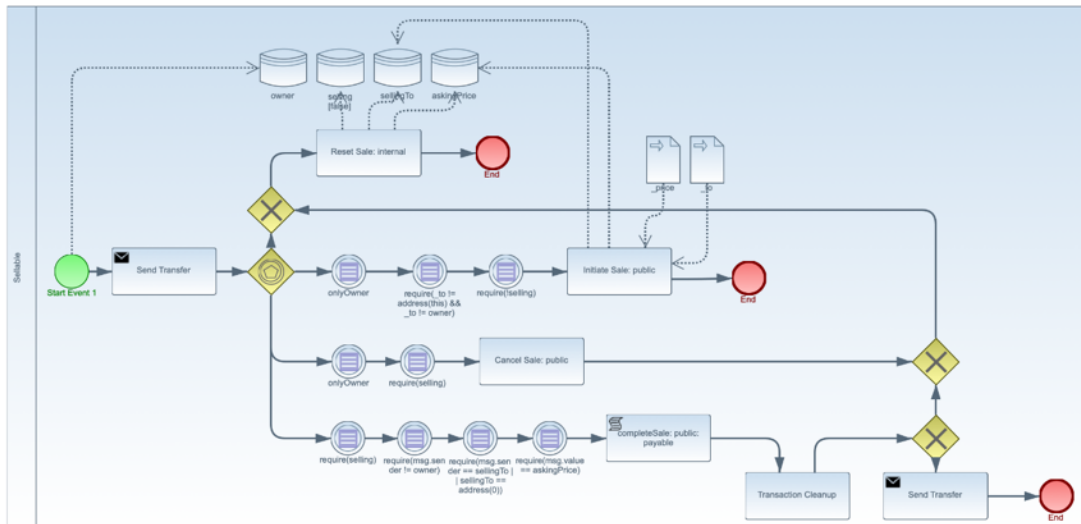 Sellable
owner
selling
[false]
sellingTo
askingPrice
Reset Sale: internal
End
_price
_to
Start Event 1
Send Transfer
onlyOwner
require(_to !=
address(this) &&
_to != owner)
require(!selling)
Initiate Sale: public
End
onlyOwner
require(selling)
Cancel Sale: public
require(selling)
require(msg.sen
der != owner)
require(msg.sen
der == sellingTo |
| sellingTo ==
address(0))
require(msg.value
== askingPrice)
completeSale: public:
payable
Transaction Cleanup
Send Transfer
End